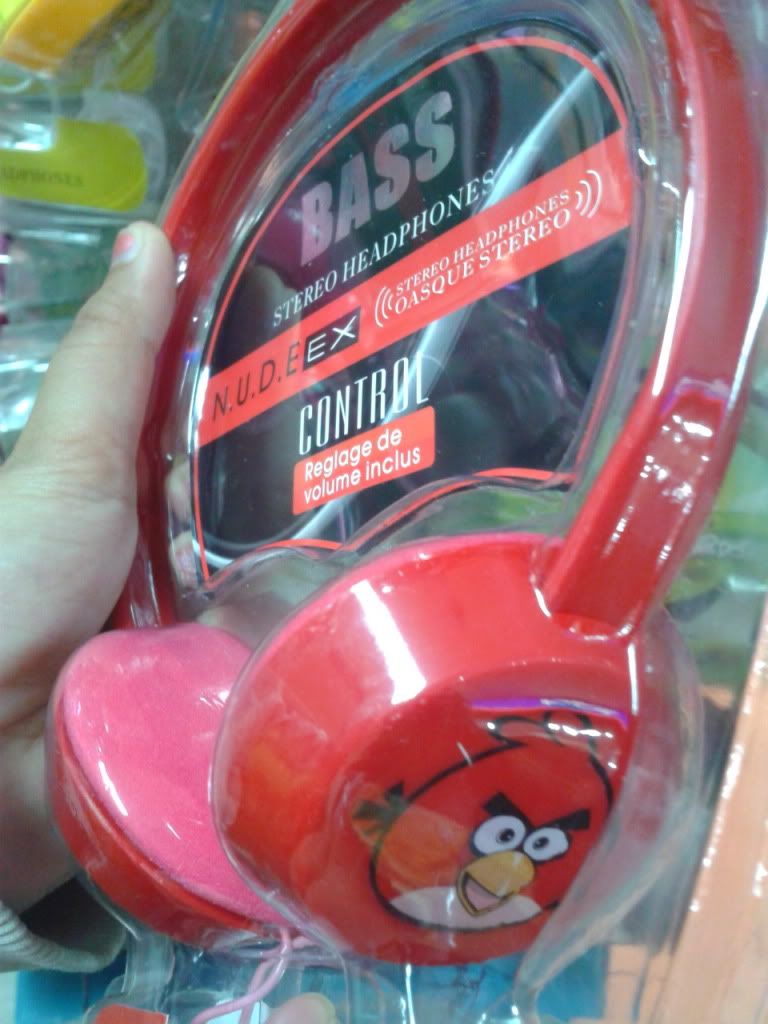 BASS
STEREO HEADPHONES
STEREO HEADPHONES
OASQUE STEREO
N.U.D.E EX
CONTROL
Reglage de
volume inclus